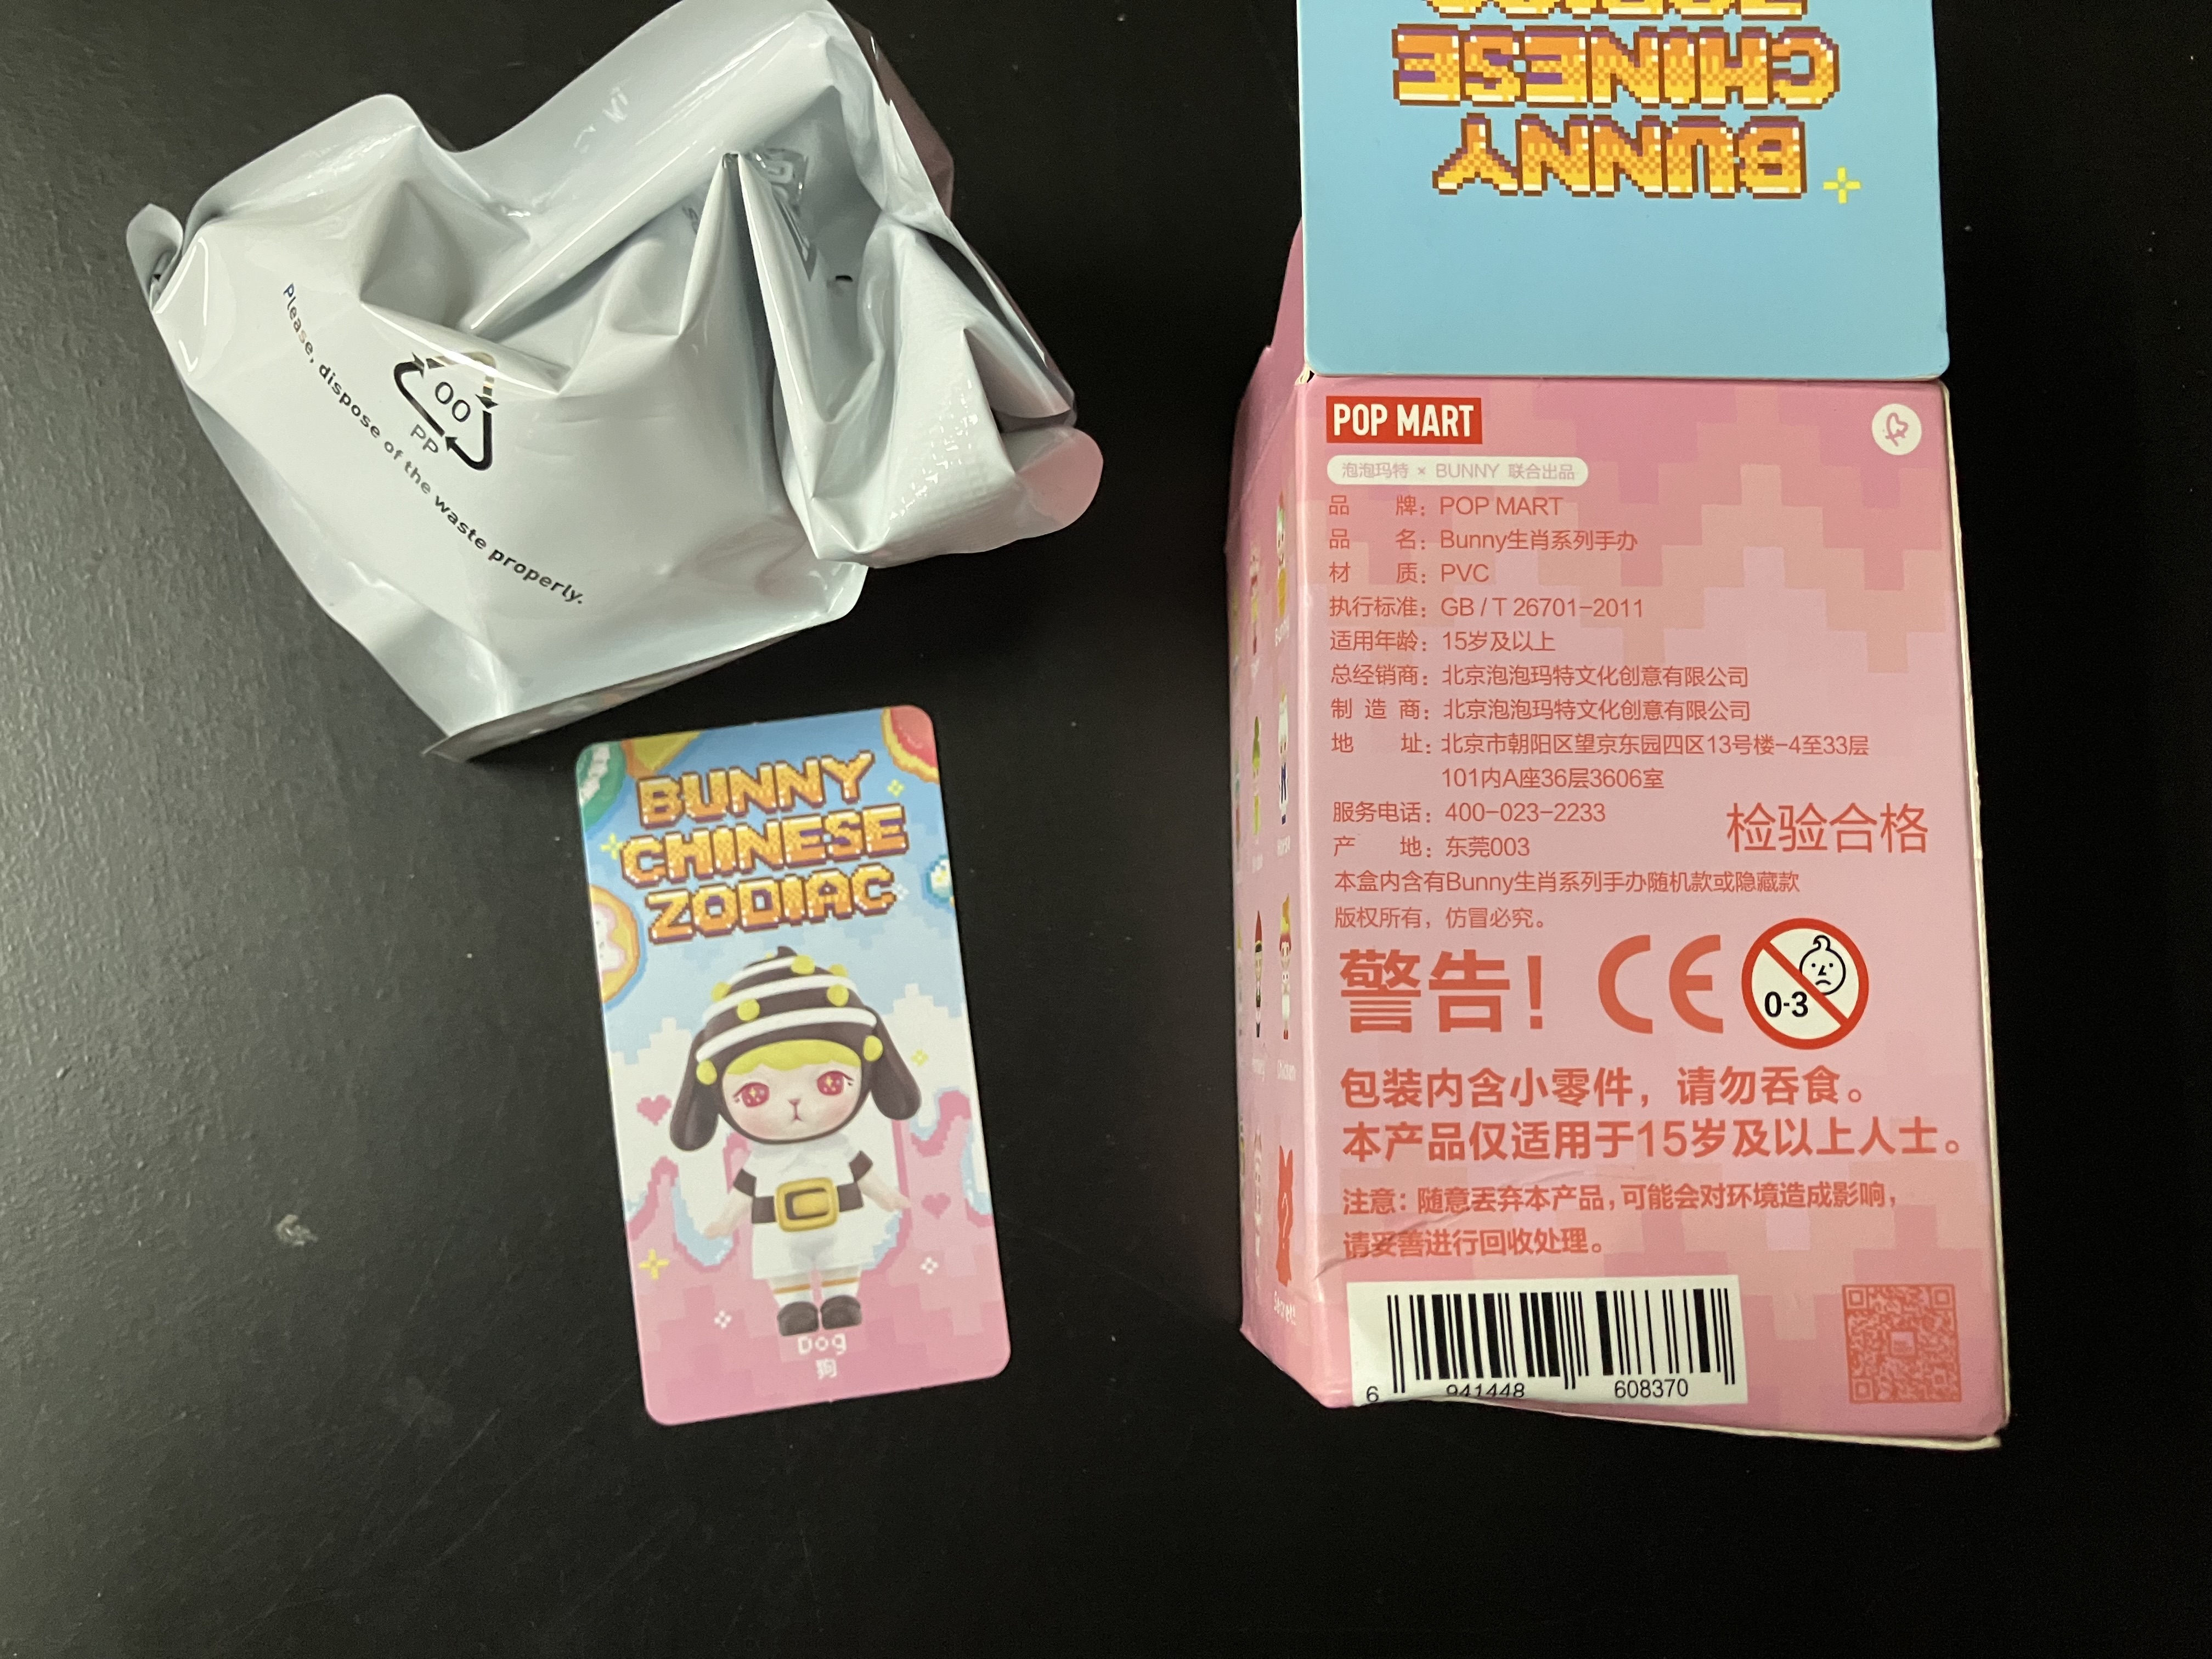 Please, dispose of the waste properly.
00
PP
BUNNY
CHINESE
ZODIAC
Dog
狗
BUNNY
CHINESE
POP MART
泡泡玛特 × BUNNY 联合出品
品 牌：POP MART
品 名：Bunny生肖系列手办
材 质：PVC
执行标准：GB / T 26701-2011
适用年龄：15岁及以上
总经销商：北京泡泡玛特文化创意有限公司
制 造 商：北京泡泡玛特文化创意有限公司
地 址：北京市朝阳区望京东园四区13号楼-4至33层
101内A座36层3606室
服务电话：400-023-2233
产 地：东莞003
检验合格
本盒内含有Bunny生肖系列手办随机款或隐藏款
版权所有，仿冒必究。
警告！ CE
0-3
包装内含小零件，请勿吞食。
本产品仅适用于15岁及以上人士。
注意：随意丢弃本产品，可能会对环境造成影响，
请妥善进行回收处理。
6 941448 608370